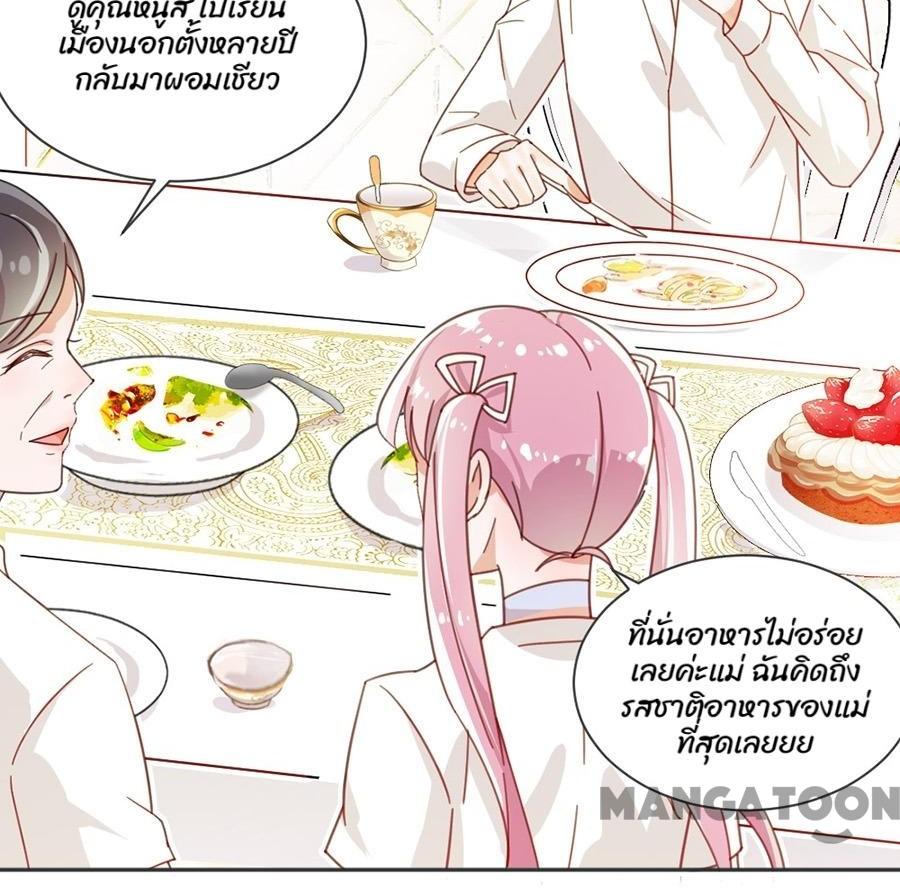 ดูคุณหนูสิ ไปเรียน
เมืองนอกตั้งหลายปี
กลับมาผอมเชียว
ที่นั่นอาหารไม่อร่อย
เลยค่ะแม่ ฉันคิดถึง
รสชาติอาหารของแม่
ที่สุดเลยยย
MANGATOON